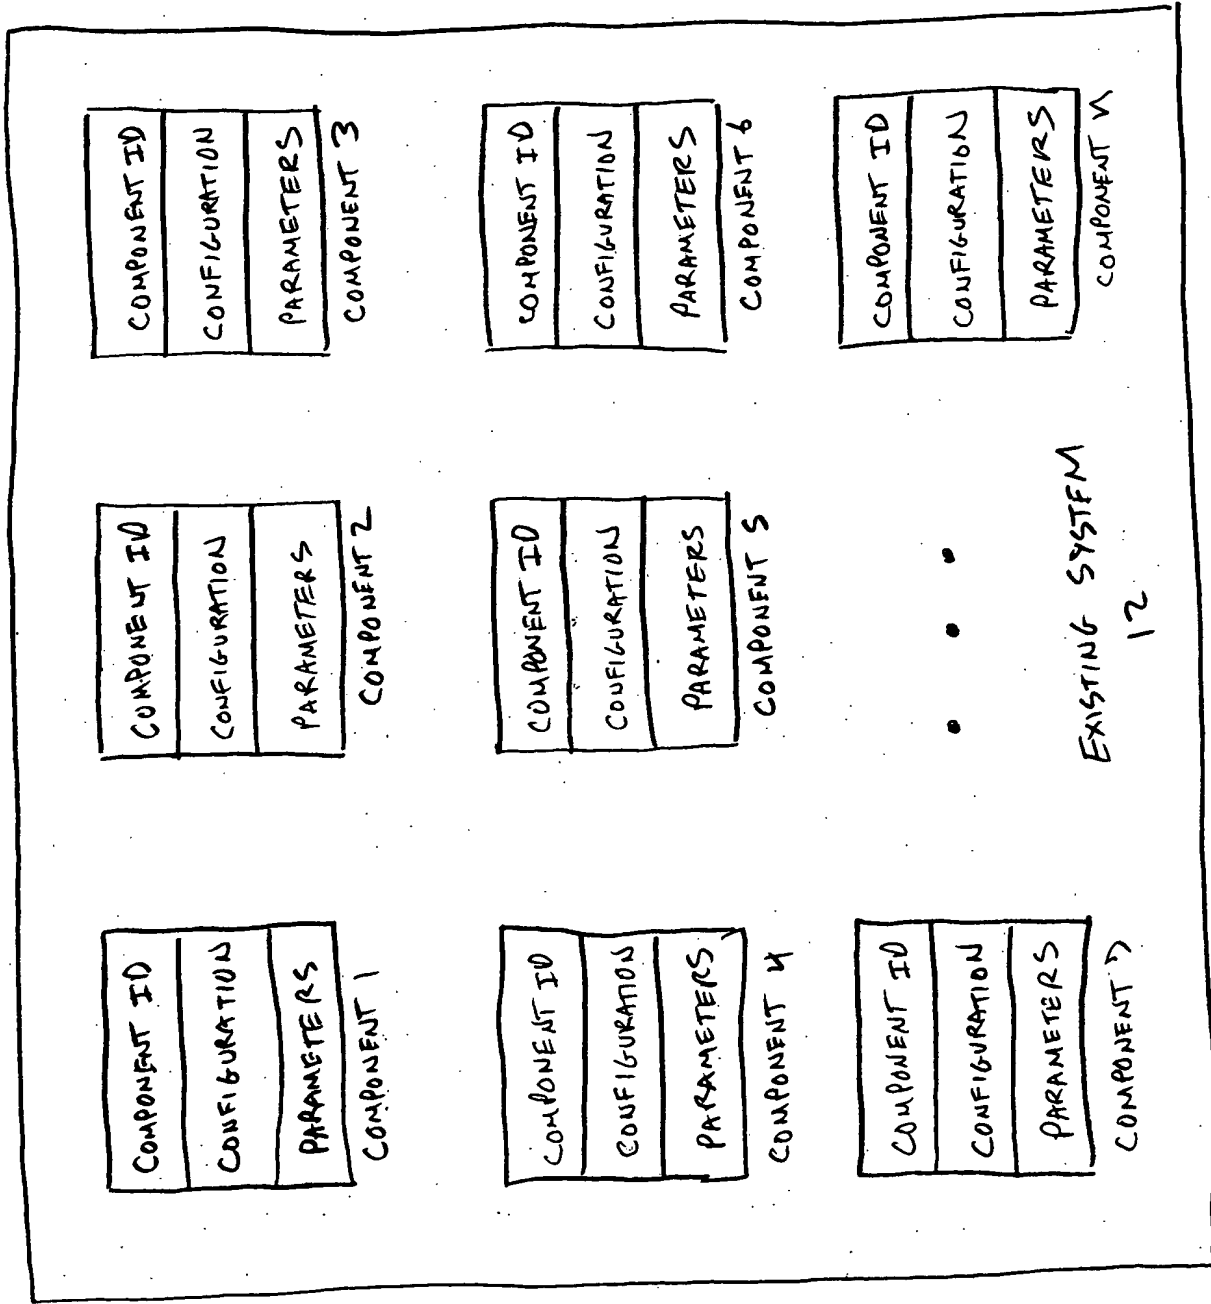 COMPONENT ID
CONFIGURATION
PARAMETERS
COMPONENT 1
COMPONENT ID
CONFIGURATION
PARAMETERS
COMPONENT 2
COMPONENT ID
CONFIGURATION
PARAMETERS
COMPONENT 3
COMPONENT ID
CONFIGURATION
PARAMETERS
COMPONENT 4
COMPONENT ID
CONFIGURATION
PARAMETERS
COMPONENT 5
COMPONENT ID
CONFIGURATION
PARAMETERS
COMPONENT 6
COMPONENT ID
CONFIGURATION
PARAMETERS
COMPONENT 7
• • •
COMPONENT ID
CONFIGURATION
PARAMETERS
COMPONENT N
EXISTING SYSTEM
12